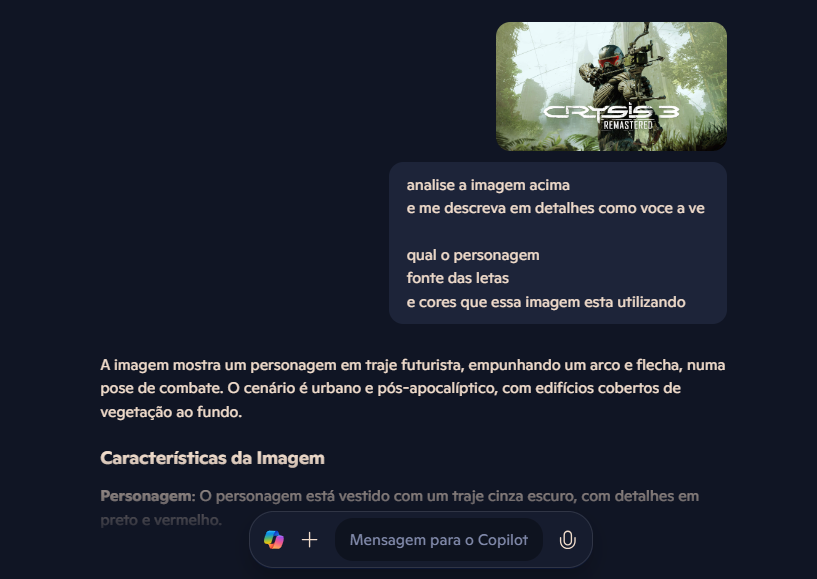 CRYSIS 3
REMASTERED
analise a imagem acima
e me descreva em detalhes como voce a ve
qual o personagem
fonte das letras
e cores que essa imagem esta utilizando
A imagem mostra um personagem em traje futurista, empunhando um arco e flecha, numa
pose de combate. O cenário é urbano e pós-apocalíptico, com edifícios cobertos de
vegetação ao fundo.
Características da Imagem
Personagem: O personagem está vestido com um traje cinza escuro, com detalhes em
preto e vermelho.
Mensagem para o Copilot